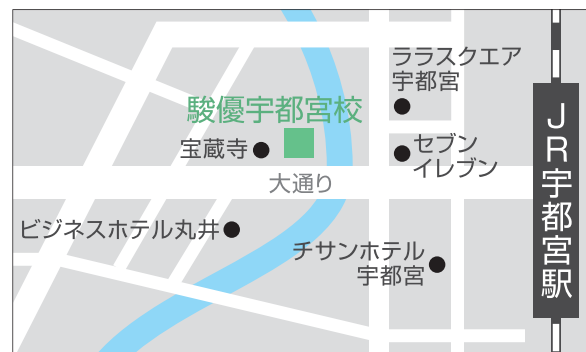 ララスクエア
宇都宮
駿優宇都宮校
宝蔵寺
セブン
イレブン
大通り
ビジネスホテル丸井
チサンホテル
宇都宮
JR宇都宮駅